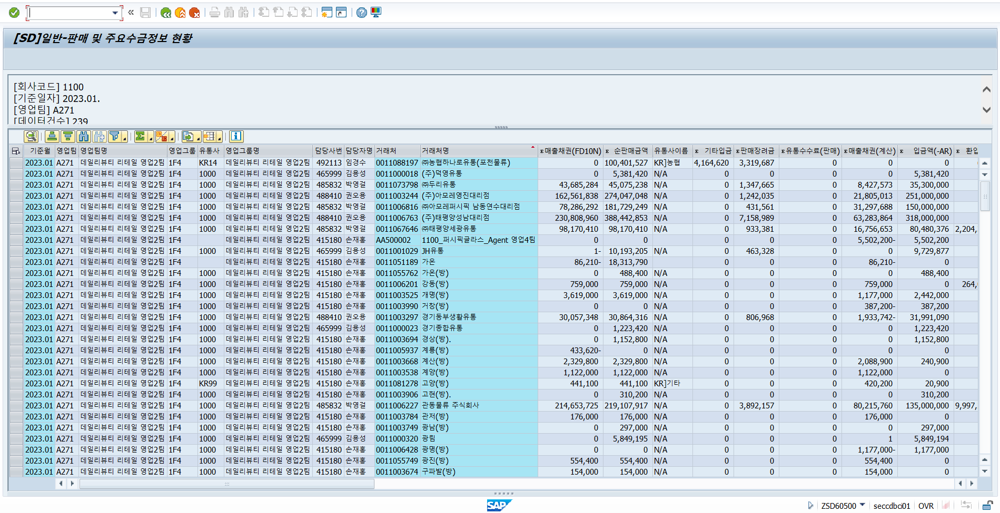 [SD]일반-판매 및 주요수금정보 현황
[회사코드] 1100
[기준일자] 2023.01.
[영업팀] A271
[데이터건수] 239
기준월 영업팀 영업팀명 영업그룹 유통사 영업그룹명 담당사번 담당자명 거래처 거래처명 Σ매출채권(FD10N) Σ 순판매금액 유통사이름 Σ 기타입금 Σ판매장려금 Σ유통수수료(판매) Σ매출채권(계산) Σ 입금액(-AR) Σ 환입
2023.01 A271 데일리뷰티 리테일 영업2팀 1F4 KR14 데일리뷰티 리테일 영업2팀 492113 임경수 0011088197 ㈜농협하나로유통(포천물류) 0 100,401,527 KR]농협 4,164,620 3,319,687 0 0 0
2023.01 A271 데일리뷰티 리테일 영업2팀 1F4 1000 데일리뷰티 리테일 영업2팀 465999 김용성 0011000018 (주)덕영유통 0 5,381,420 N/A 0 0 0 0 5,381,420
2023.01 A271 데일리뷰티 리테일 영업2팀 1F4 1000 데일리뷰티 리테일 영업2팀 485832 박영걸 0011073798 ㈜두리유통 43,685,284 45,075,238 N/A 0 1,347,665 0 8,427,573 35,300,000
2023.01 A271 데일리뷰티 리테일 영업2팀 1F4 1000 데일리뷰티 리테일 영업2팀 488410 권오용 0011003244 (주)아모레영진대리점 162,561,838 274,047,048 N/A 0 1,242,035 0 21,805,013 251,000,000
2023.01 A271 데일리뷰티 리테일 영업2팀 1F4 1000 데일리뷰티 리테일 영업2팀 485832 박영걸 0011006816 ㈜아모레퍼시픽 남동연수대리점 78,286,292 181,729,249 N/A 0 431,561 0 31,297,688 150,000,000
2023.01 A271 데일리뷰티 리테일 영업2팀 1F4 1000 데일리뷰티 리테일 영업2팀 488410 권오용 0011006763 (주)태평양성남대리점 230,808,960 388,442,853 N/A 0 7,158,989 0 63,283,864 318,000,000
2023.01 A271 데일리뷰티 리테일 영업2팀 1F4 1000 데일리뷰티 리테일 영업2팀 485832 박영걸 0011067646 ㈜태평양세광유통 98,170,410 98,170,410 N/A 0 933,381 0 16,756,653 80,480,376 2,204,
2023.01 A271 데일리뷰티 리테일 영업2팀 1F4 데일리뷰티 리테일 영업2팀 415180 손재홍 AA500002 1100_퍼시픽글라스_Agent 영업4팀 0 0 0 0 0 5,502,200- 5,502,200
2023.01 A271 데일리뷰티 리테일 영업2팀 1F4 1000 데일리뷰티 리테일 영업2팀 465999 김용성 0011001029 JH유통 1- 10,193,205 N/A 0 463,328 0 0 9,729,877
2023.01 A271 데일리뷰티 리테일 영업2팀 1F4 데일리뷰티 리테일 영업2팀 415180 손재홍 0011051189 가온 86,210- 18,313,790 0 0 0 86,210- 0
2023.01 A271 데일리뷰티 리테일 영업2팀 1F4 1000 데일리뷰티 리테일 영업2팀 415180 손재홍 0011055762 가온(방) 0 488,400 N/A 0 0 0 0 488,400
2023.01 A271 데일리뷰티 리테일 영업2팀 1F4 1000 데일리뷰티 리테일 영업2팀 415180 손재홍 0011006201 강동(방) 759,000 759,000 N/A 0 0 0 759,000 0 264,
2023.01 A271 데일리뷰티 리테일 영업2팀 1F4 1000 데일리뷰티 리테일 영업2팀 415180 손재홍 0011003525 개명(방) 3,619,000 3,619,000 N/A 0 0 0 1,177,000 2,442,000
2023.01 A271 데일리뷰티 리테일 영업2팀 1F4 1000 데일리뷰티 리테일 영업2팀 415180 손재홍 0011003990 거창(방) 0 0 N/A 0 0 0 387,200- 387,200
2023.01 A271 데일리뷰티 리테일 영업2팀 1F4 1000 데일리뷰티 리테일 영업2팀 488410 권오용 0011003297 경기동부생활유통 30,057,348 30,864,316 N/A 0 806,968 0 1,933,742- 31,991,090
2023.01 A271 데일리뷰티 리테일 영업2팀 1F4 1000 데일리뷰티 리테일 영업2팀 465999 김용성 0011000023 경기종합유통 0 1,223,420 N/A 0 0 0 0 1,223,420
2023.01 A271 데일리뷰티 리테일 영업2팀 1F4 1000 데일리뷰티 리테일 영업2팀 415180 손재홍 0011003694 경상(방). 0 1,152,800 N/A 0 0 0 0 1,152,800
2023.01 A271 데일리뷰티 리테일 영업2팀 1F4 1000 데일리뷰티 리테일 영업2팀 415180 손재홍 0011005937 계룡(방) 433,620- 0 N/A 0 0 0 0 0
2023.01 A271 데일리뷰티 리테일 영업2팀 1F4 1000 데일리뷰티 리테일 영업2팀 415180 손재홍 0011003668 계산(방) 2,329,800 2,329,800 N/A 0 0 0 2,088,900 240,900
2023.01 A271 데일리뷰티 리테일 영업2팀 1F4 1000 데일리뷰티 리테일 영업2팀 415180 손재홍 0011003538 계양(방) 1,122,000 1,122,000 N/A 0 0 0 1,122,000 0
2023.01 A271 데일리뷰티 리테일 영업2팀 1F4 KR99 데일리뷰티 리테일 영업2팀 415180 손재홍 0011081278 고양(방) 441,100 441,100 KR]기타 0 0 0 420,200 20,900
2023.01 A271 데일리뷰티 리테일 영업2팀 1F4 1000 데일리뷰티 리테일 영업2팀 415180 손재홍 0011003906 고현(방). 0 310,200 N/A 0 0 0 0 310,200
2023.01 A271 데일리뷰티 리테일 영업2팀 1F4 1000 데일리뷰티 리테일 영업2팀 485832 박영걸 0011006227 관동물류 주식회사 214,653,725 219,107,917 N/A 0 3,892,157 0 80,215,760 135,000,000 9,997,
2023.01 A271 데일리뷰티 리테일 영업2팀 1F4 1000 데일리뷰티 리테일 영업2팀 415180 손재홍 0011003784 관저(방) 176,000 176,000 N/A 0 0 0 176,000 0
2023.01 A271 데일리뷰티 리테일 영업2팀 1F4 1000 데일리뷰티 리테일 영업2팀 415180 손재홍 0011003749 광남(방) 0 297,000 N/A 0 0 0 0 297,000
2023.01 A271 데일리뷰티 리테일 영업2팀 1F4 1000 데일리뷰티 리테일 영업2팀 465999 김용성 0011000320 광림 0 5,849,195 N/A 0 0 0 1 5,849,194
2023.01 A271 데일리뷰티 리테일 영업2팀 1F4 1000 데일리뷰티 리테일 영업2팀 415180 손재홍 0011006428 광명(방) 0 0 N/A 0 0 0 1,177,000- 1,177,000
2023.01 A271 데일리뷰티 리테일 영업2팀 1F4 1000 데일리뷰티 리테일 영업2팀 415180 손재홍 0011055749 광진(방) 554,400 554,400 N/A 0 0 0 554,400 0
2023.01 A271 데일리뷰티 리테일 영업2팀 1F4 1000 데일리뷰티 리테일 영업2팀 415180 손재홍 0011003674 구파발(방) 154,000 154,000 N/A 0 0 0 154,000 0
SAP ZSD60500 seccdbci01 OVR